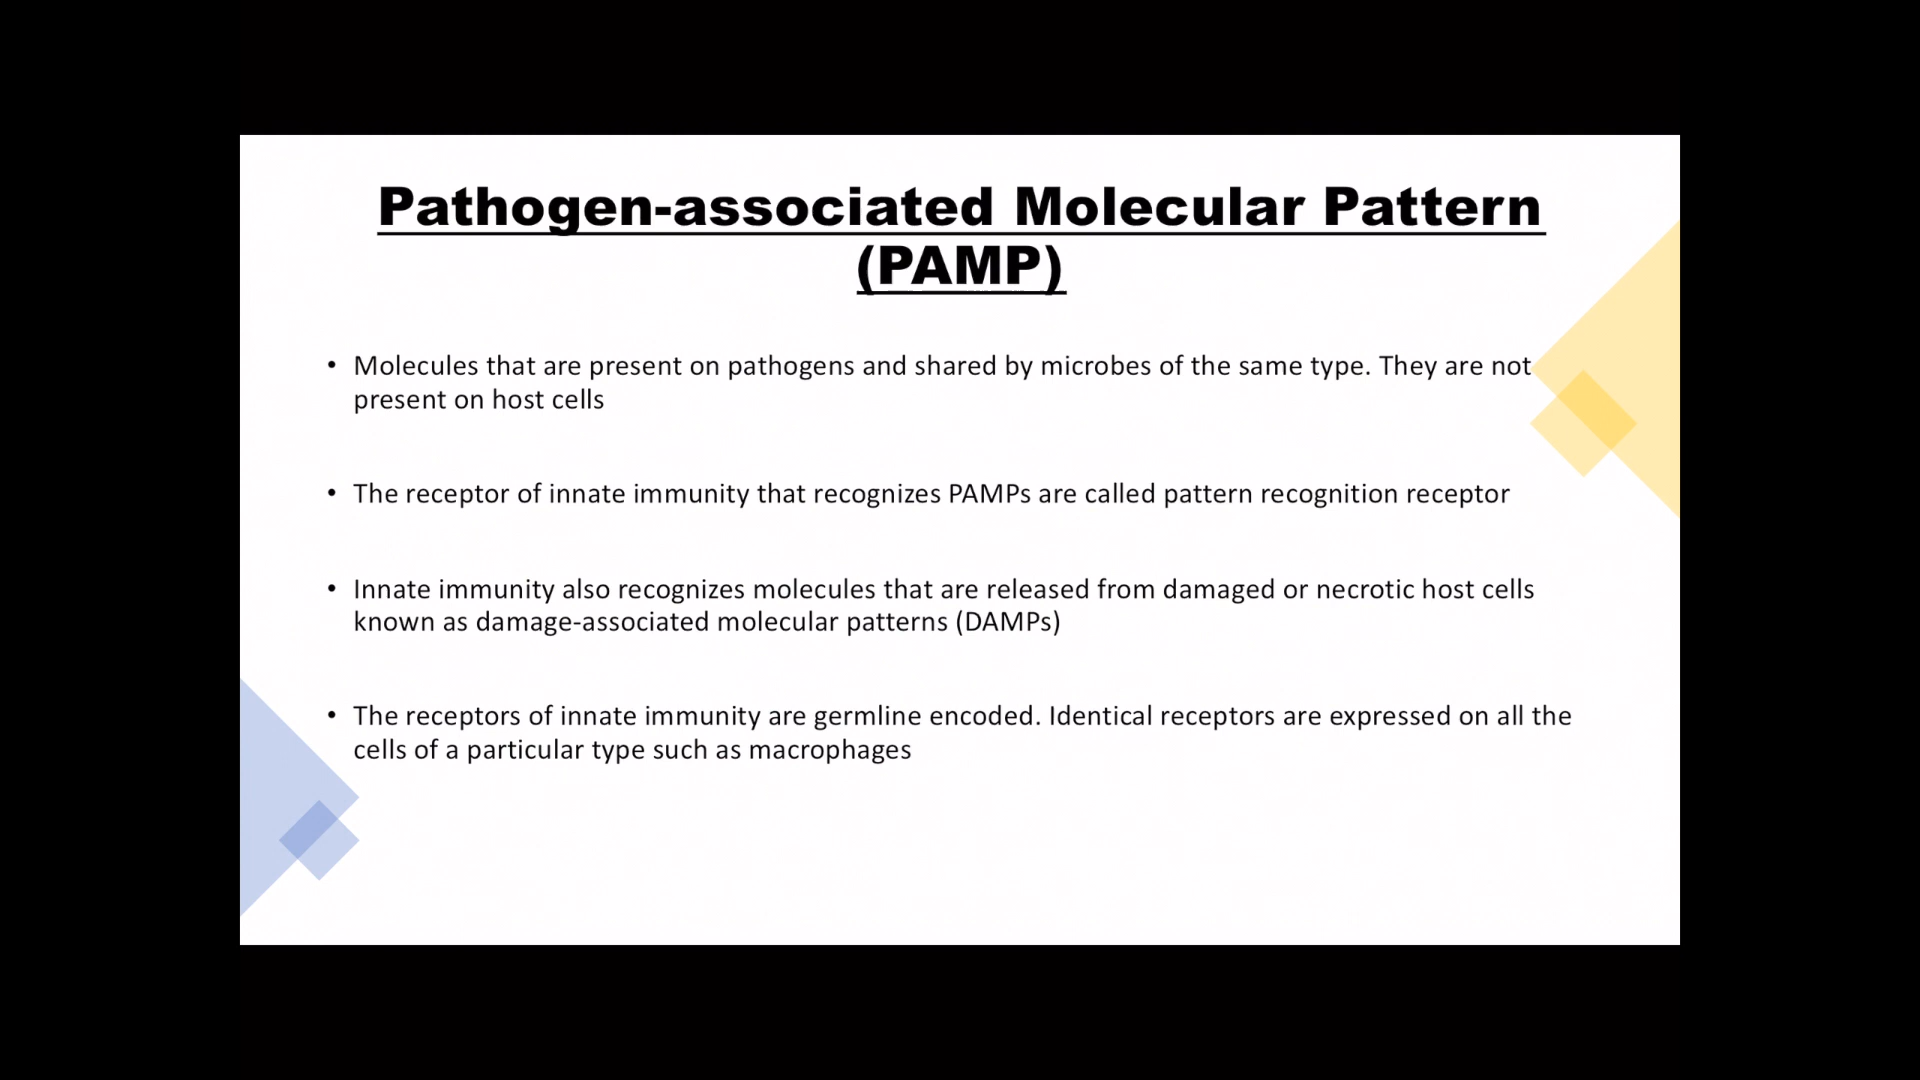 Pathogen-associated Molecular Pattern
(PAMP)
• Molecules that are present on pathogens and shared by microbes of the same type. They are not
present on host cells
• The receptor of innate immunity that recognizes PAMPs are called pattern recognition receptor
• Innate immunity also recognizes molecules that are released from damaged or necrotic host cells
known as damage-associated molecular patterns (DAMPs)
• The receptors of innate immunity are germline encoded. Identical receptors are expressed on all the
cells of a particular type such as macrophages